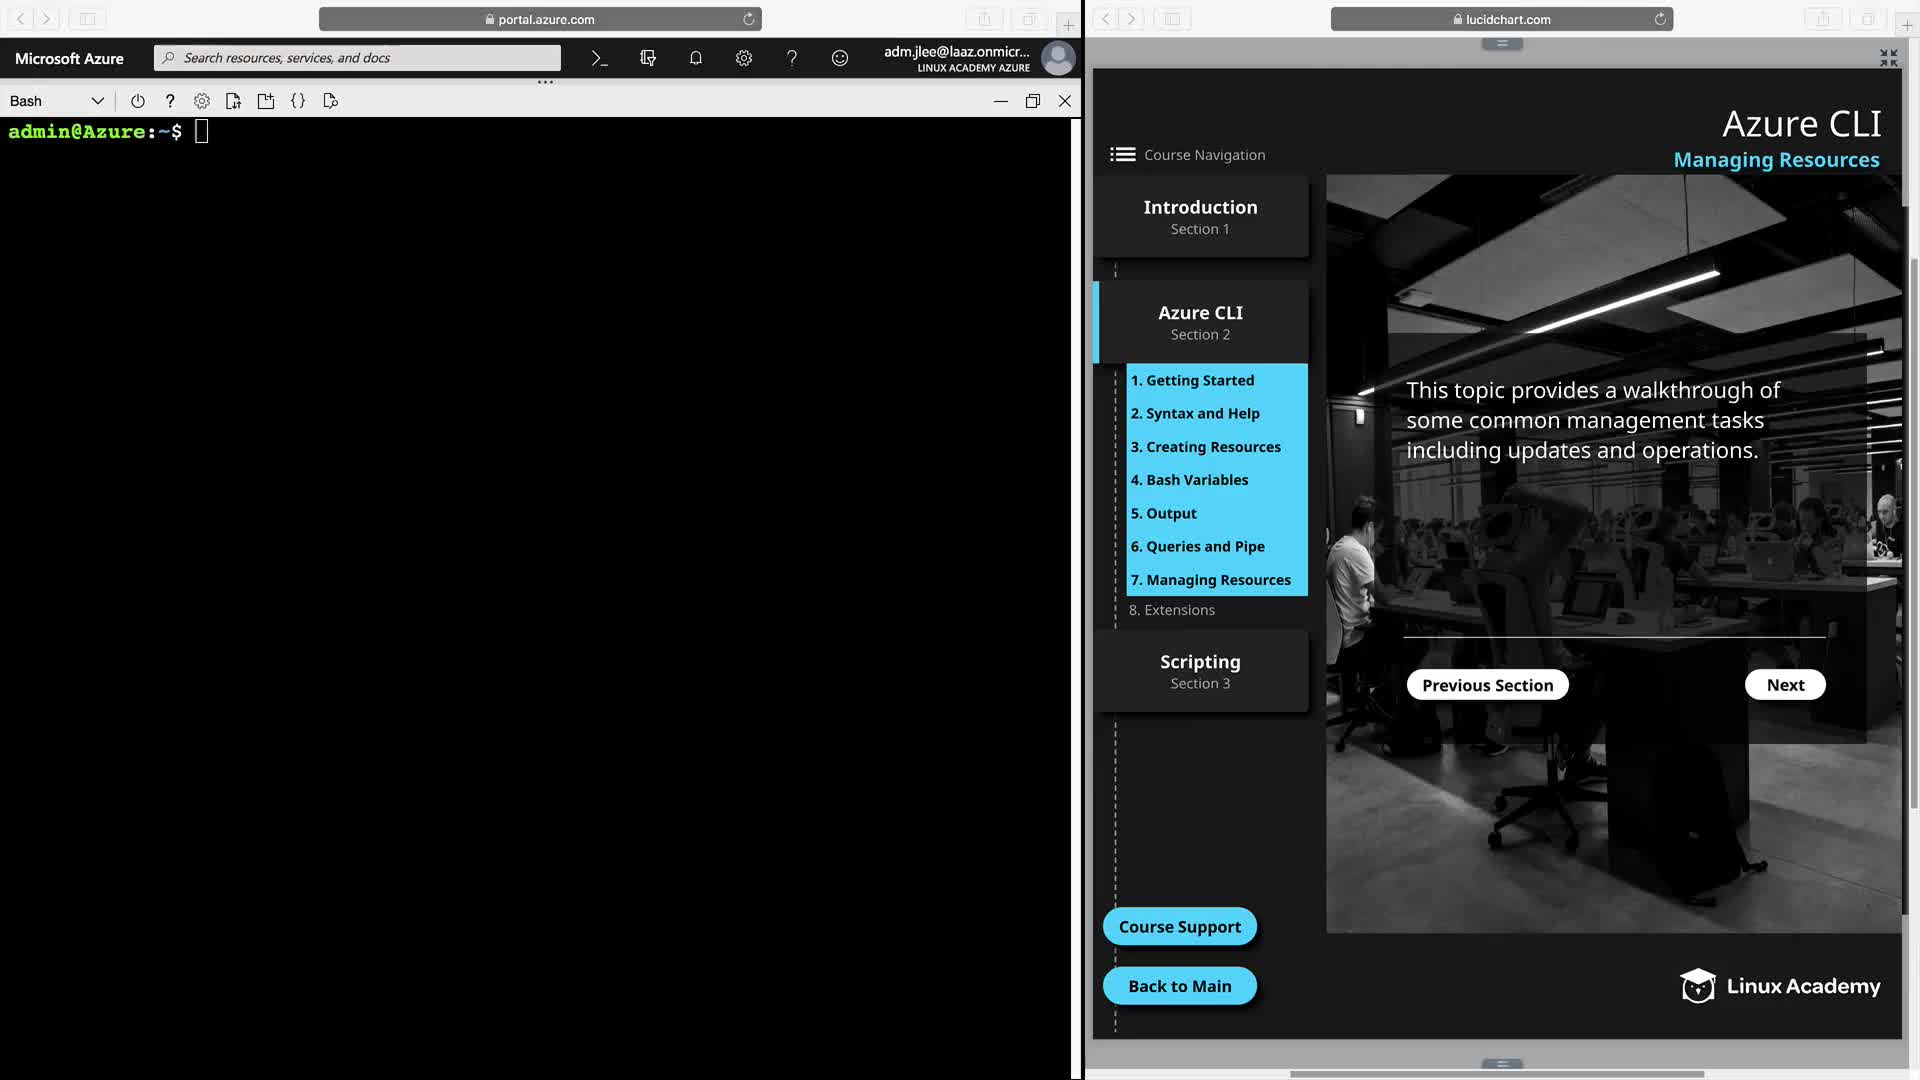 portal.azure.com
Microsoft Azure
Search resources, services, and docs
adm.jlee@laaz.onmicr...
LINUX ACADEMY AZURE
Bash
admin@Azure:~$
lucidchart.com
Azure CLI
Managing Resources
Course Navigation
Introduction
Section 1
Azure CLI
Section 2
1. Getting Started
2. Syntax and Help
3. Creating Resources
4. Bash Variables
5. Output
6. Queries and Pipe
7. Managing Resources
8. Extensions
Scripting
Section 3
This topic provides a walkthrough of
some common management tasks
including updates and operations.
Previous Section
Next
Course Support
Back to Main
Linux Academy